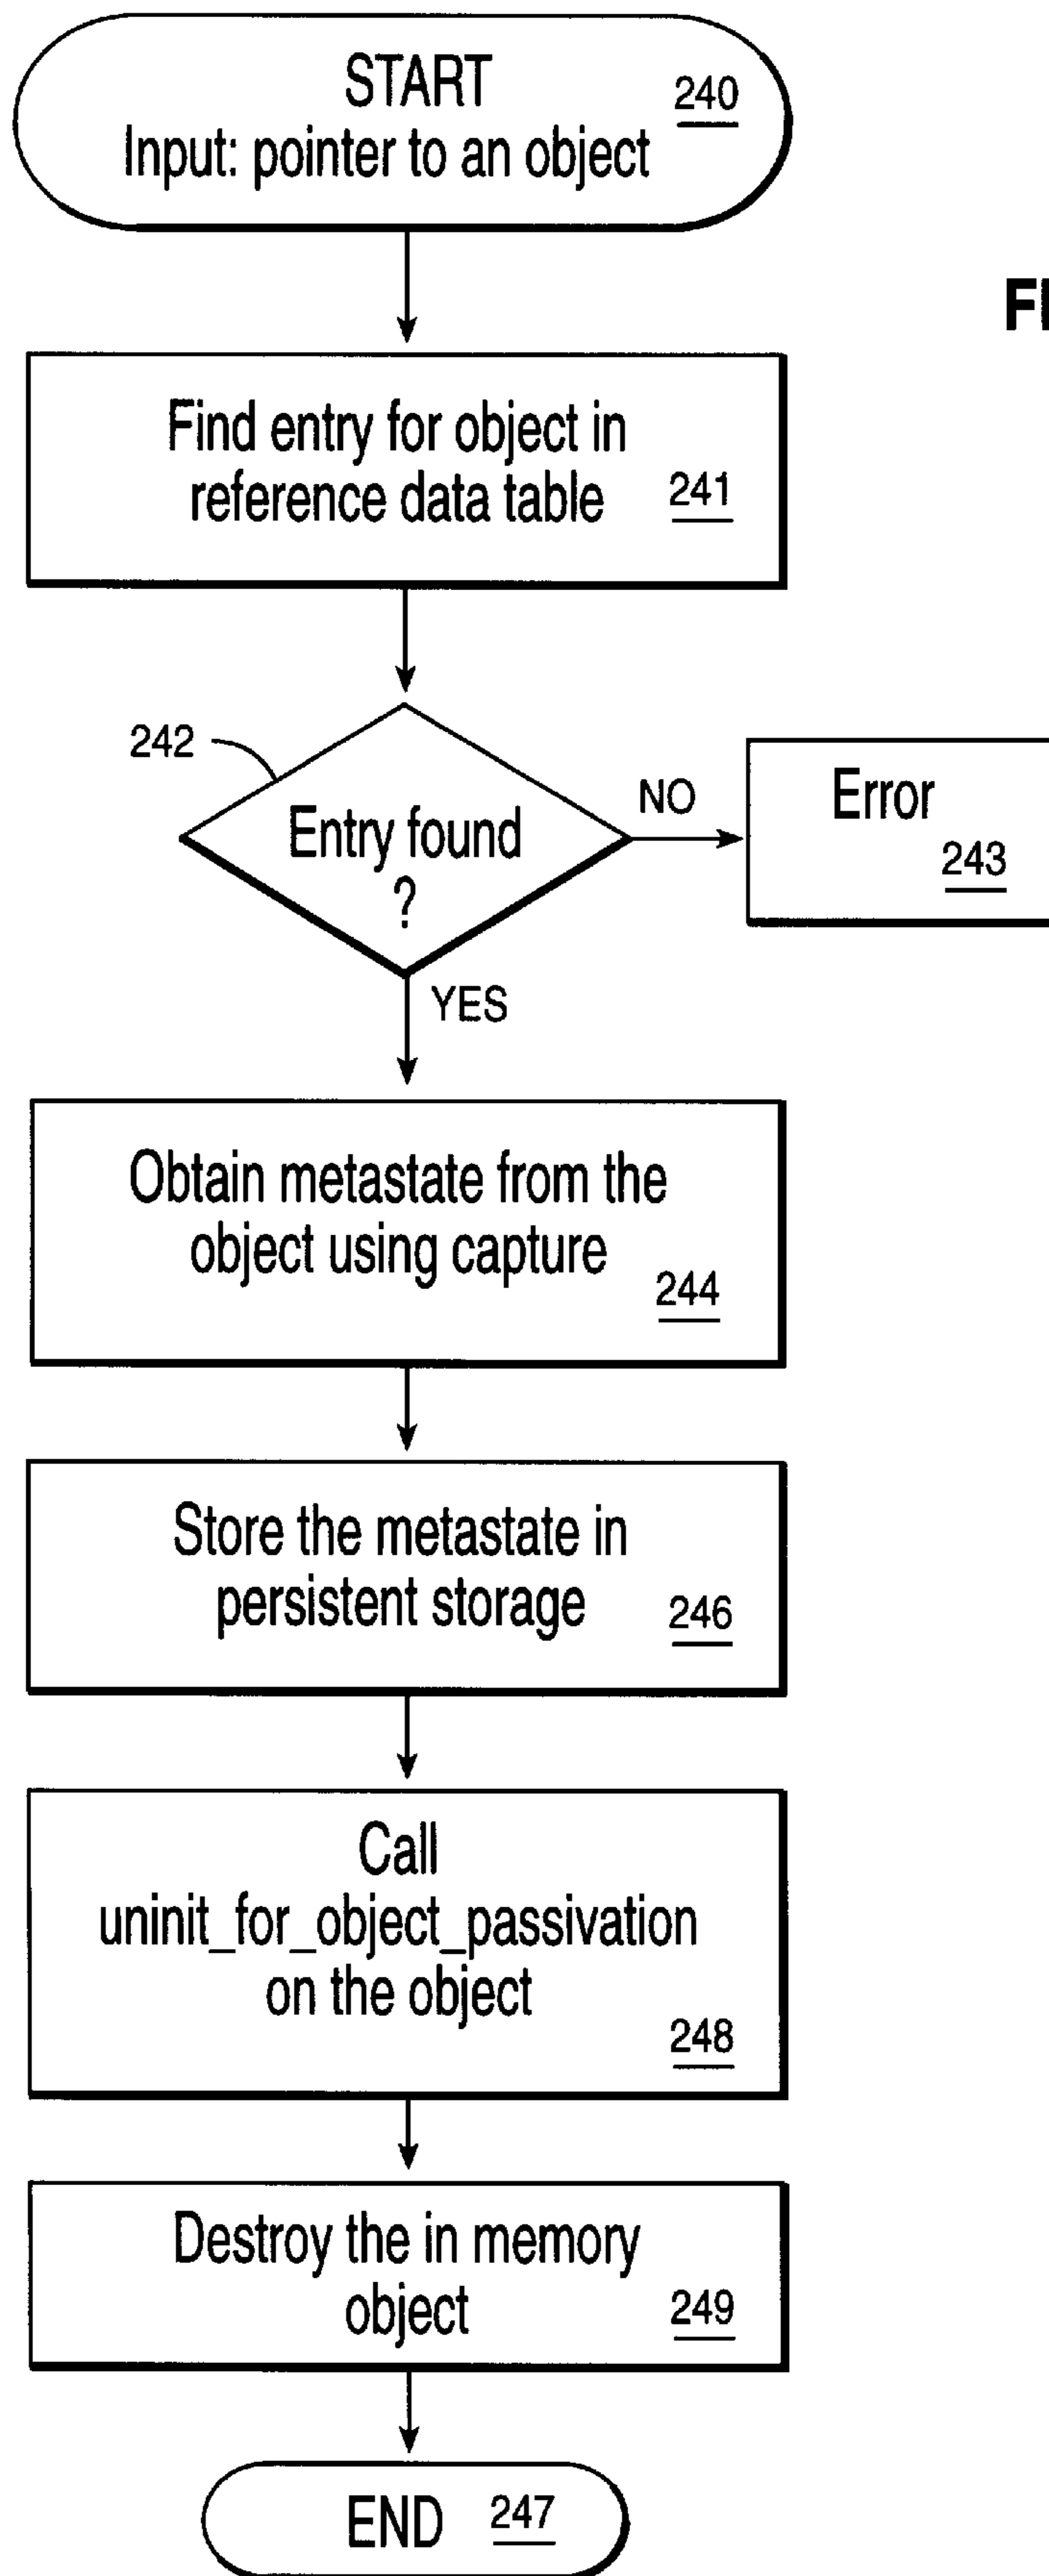 START
240
Input: pointer to an object
Find entry for object in
reference data table
241
242
Entry found
?
NO
Error
243
YES
Obtain metastate from the
object using capture
244
Store the metastate in
persistent storage
246
Call
uninit_for_object_passivation
on the object
248
Destroy the in memory
object
249
END
247